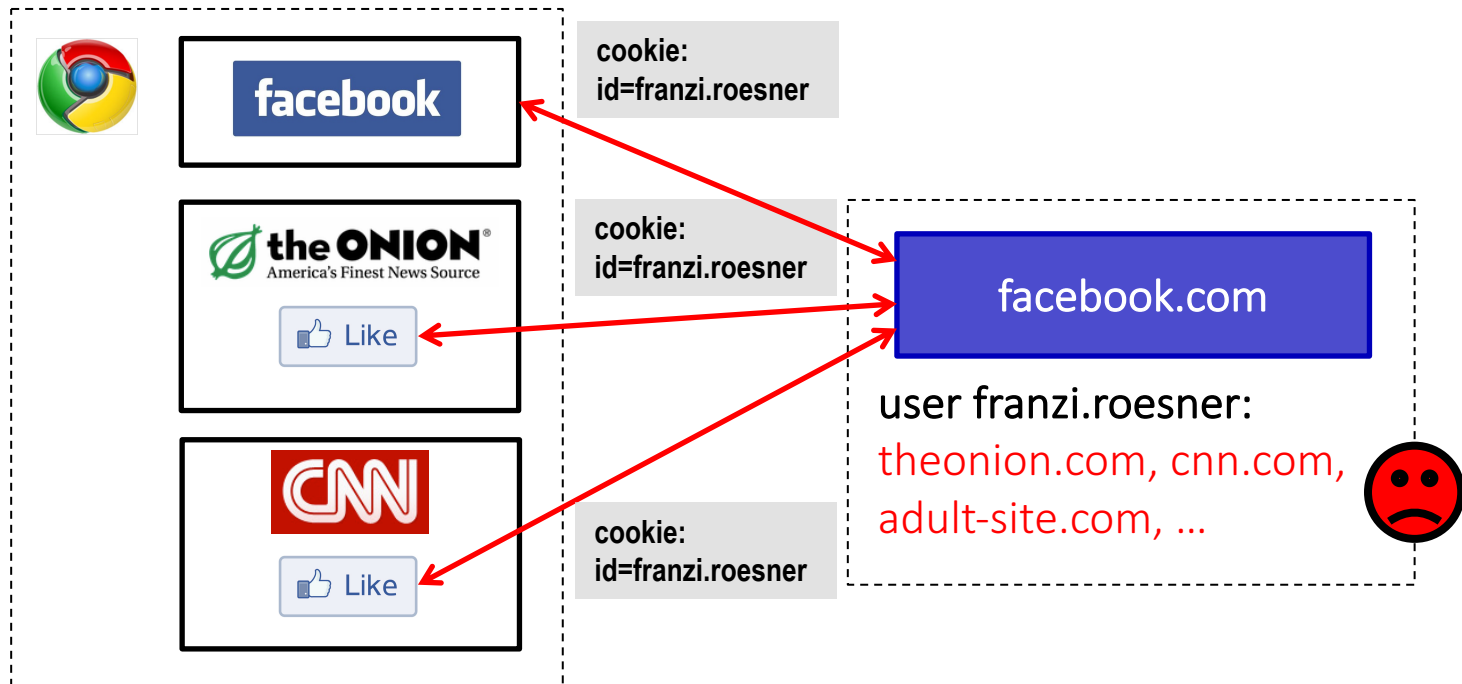 facebook
cookie:
id=franzi.roesner
the ONION®
America's Finest News Source
Like
cookie:
id=franzi.roesner
facebook.com
user franzi.roesner:
theonion.com, cnn.com,
adult-site.com, ...
CNN
Like
cookie:
id=franzi.roesner